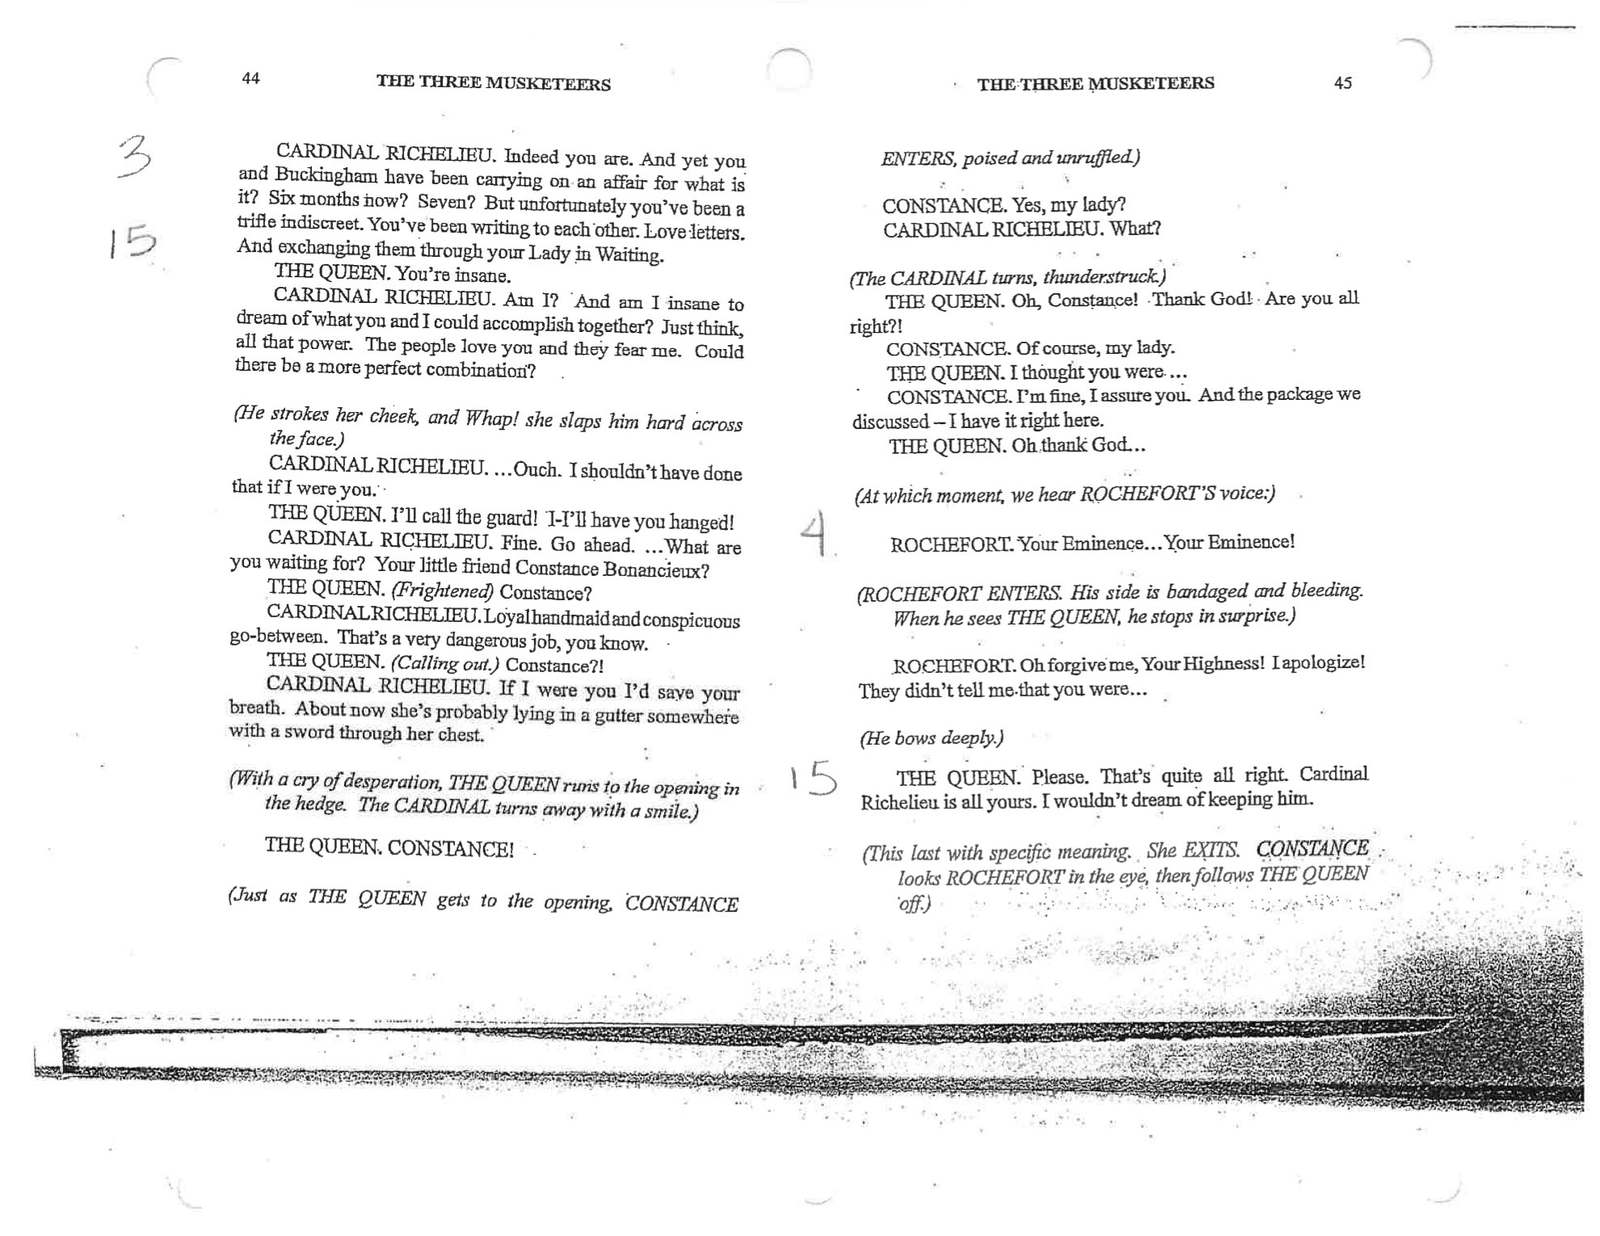 44
THE THREE MUSKETEERS
3
15
CARDINAL RICHELIEU. Indeed you are. And yet you
and Buckingham have been carrying on an affair for what is
it? Six months now? Seven? But unfortunately you've been a
trifle indiscreet. You've been writing to each other. Love letters.
And exchanging them through your Lady in Waiting.
THE QUEEN. You're insane.
CARDINAL RICHELIEU. Am I? And am I insane to
dream of what you and I could accomplish together? Just think,
all that power. The people love you and they fear me. Could
there be a more perfect combination?
(He strokes her cheek, and Whap! she slaps him hard across
the face.)
CARDINAL RICHELIEU. ...Ouch. I shouldn't have done
that if I were you.
THE QUEEN. I'll call the guard! I-I'll have you hanged!
CARDINAL RICHELIEU. Fine. Go ahead. ...What are
you waiting for? Your little friend Constance Bonancieux?
THE QUEEN. (Frightened) Constance?
CARDINAL RICHELIEU. Loyal handmaid and conspicuous
go-between. That's a very dangerous job, you know.
THE QUEEN. (Calling out.) Constance?!
CARDINAL RICHELIEU. If I were you I'd save your
breath. About now she's probably lying in a gutter somewhere
with a sword through her chest.
(With a cry of desperation, THE QUEEN runs to the opening in
the hedge. The CARDINAL turns away with a smile.)
THE QUEEN. CONSTANCE!
(Just as THE QUEEN gets to the opening, CONSTANCE
THE THREE MUSKETEERS
45
ENTERS, poised and unruffled.)
CONSTANCE. Yes, my lady?
CARDINAL RICHELIEU. What?
(The CARDINAL turns, thunderstruck.)
THE QUEEN. Oh, Constance! Thank God! Are you all
right?!
CONSTANCE. Of course, my lady.
THE QUEEN. I thought you were ...
CONSTANCE. I'm fine, I assure you. And the package we
discussed – I have it right here.
THE QUEEN. Oh thank God...
(At which moment, we hear ROCHEFORT'S voice:)
4
ROCHEFORT. Your Eminence...Your Eminence!
(ROCHEFORT ENTERS. His side is bandaged and bleeding.
When he sees THE QUEEN, he stops in surprise.)
ROCHEFORT. Oh forgive me, Your Highness! I apologize!
They didn't tell me that you were...
(He bows deeply.)
15
THE QUEEN. Please. That's quite all right. Cardinal
Richelieu is all yours. I wouldn't dream of keeping him.
(This last with specific meaning. She EXITS. CONSTANCE
looks ROCHEFORT in the eye, then follows THE QUEEN
off.)